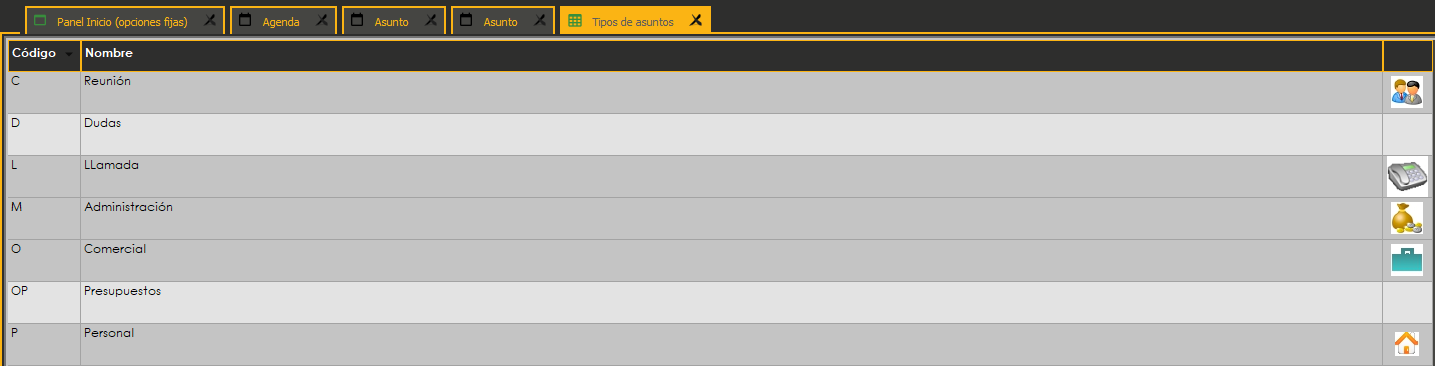 Panel Inicio (opciones fijas) Agenda Asunto Asunto Tipos de asuntos
Código Nombre
C Reunión
D Dudas
L LLamada
M Administración
O Comercial
OP Presupuestos
P Personal